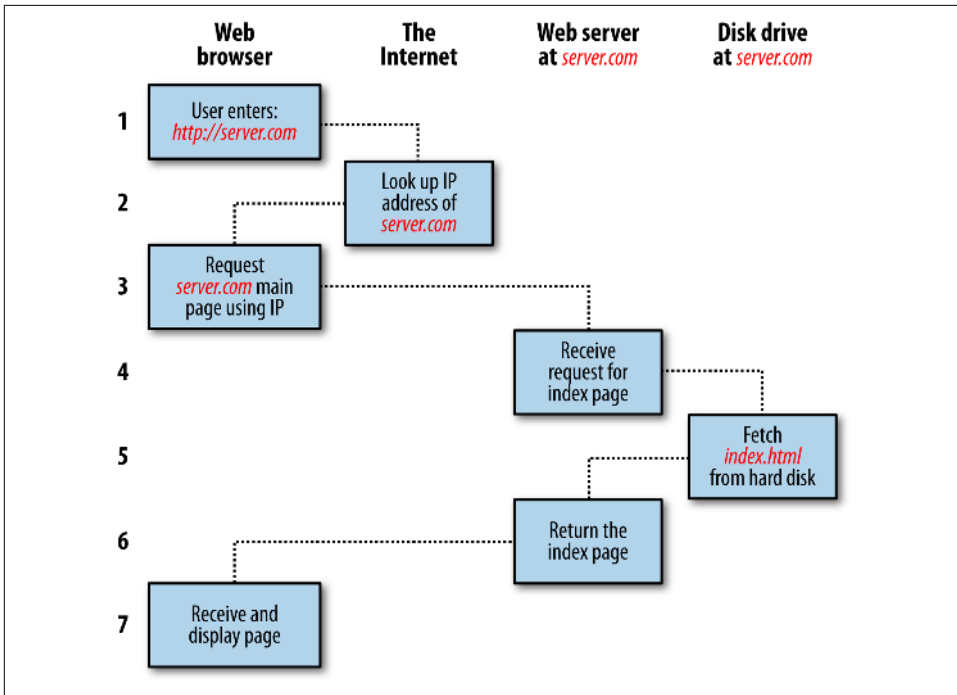 Web
browser
The
Internet
Web server
at server.com
Disk drive
at server.com
1
User enters:
http://server.com
2
Look up IP
address of
server.com
3
Request
server.com main
page using IP
4
Receive
request for
index page
5
Fetch
index.html
from hard disk
6
Return the
index page
7
Receive and
display page